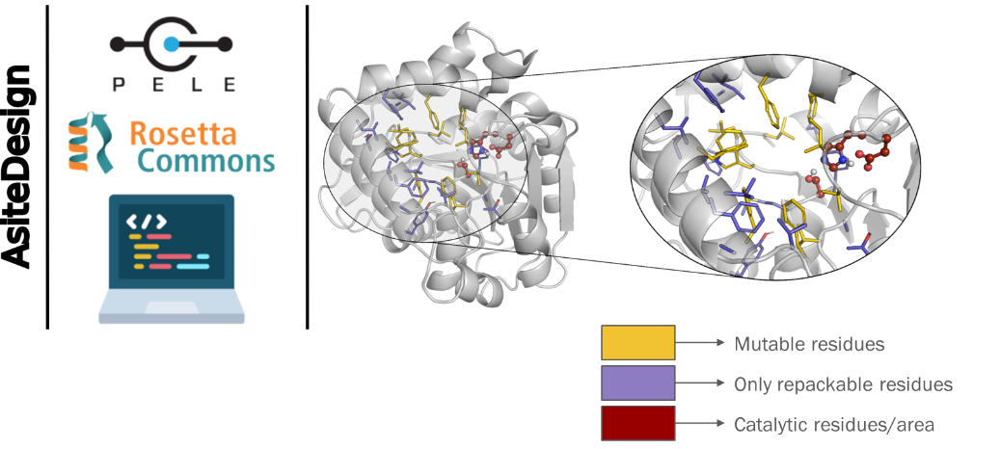 AsiteDesign
PELE
Rosetta
Commons
</>
Mutable residues
Only repackable residues
Catalytic residues/area